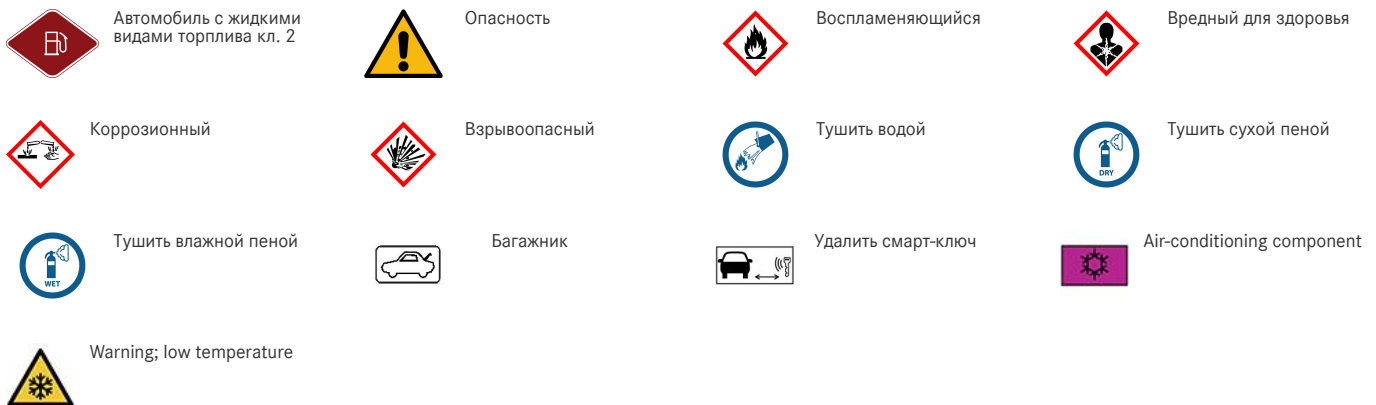 Автомобиль с жидкими
видами торплива кл. 2
Опасность
Воспламеняющийся
Вредный для здоровья
Коррозионный
Взрывоопасный
Тушить водой
Тушить сухой пеной
DRY
Тушить влажной пеной
WET
Багажник
Удалить смарт-ключ
Air-conditioning component
Warning; low temperature